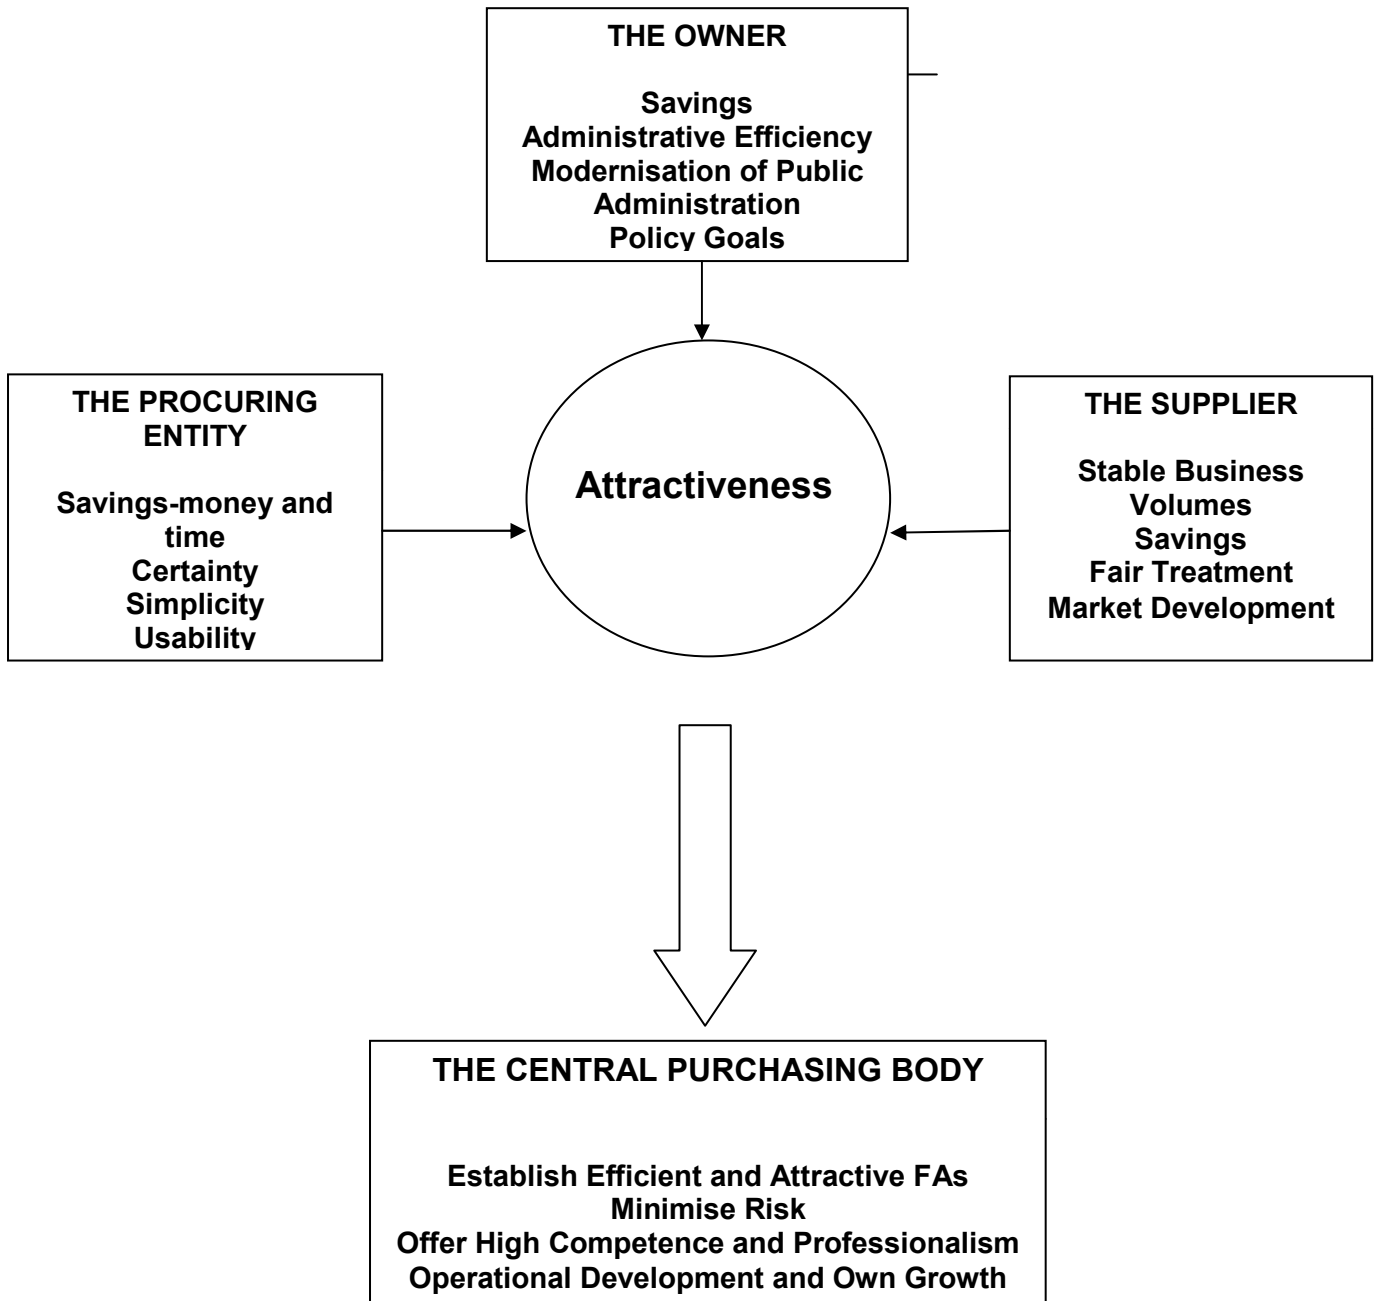 THE OWNER
Savings
Administrative Efficiency
Modernisation of Public
Administration
Policy Goals
THE PROCURING
ENTITY
Savings-money and
time
Certainty
Simplicity
Usability
Attractiveness
THE SUPPLIER
Stable Business
Volumes
Savings
Fair Treatment
Market Development
THE CENTRAL PURCHASING BODY
Establish Efficient and Attractive FAs
Minimise Risk
Offer High Competence and Professionalism
Operational Development and Own Growth